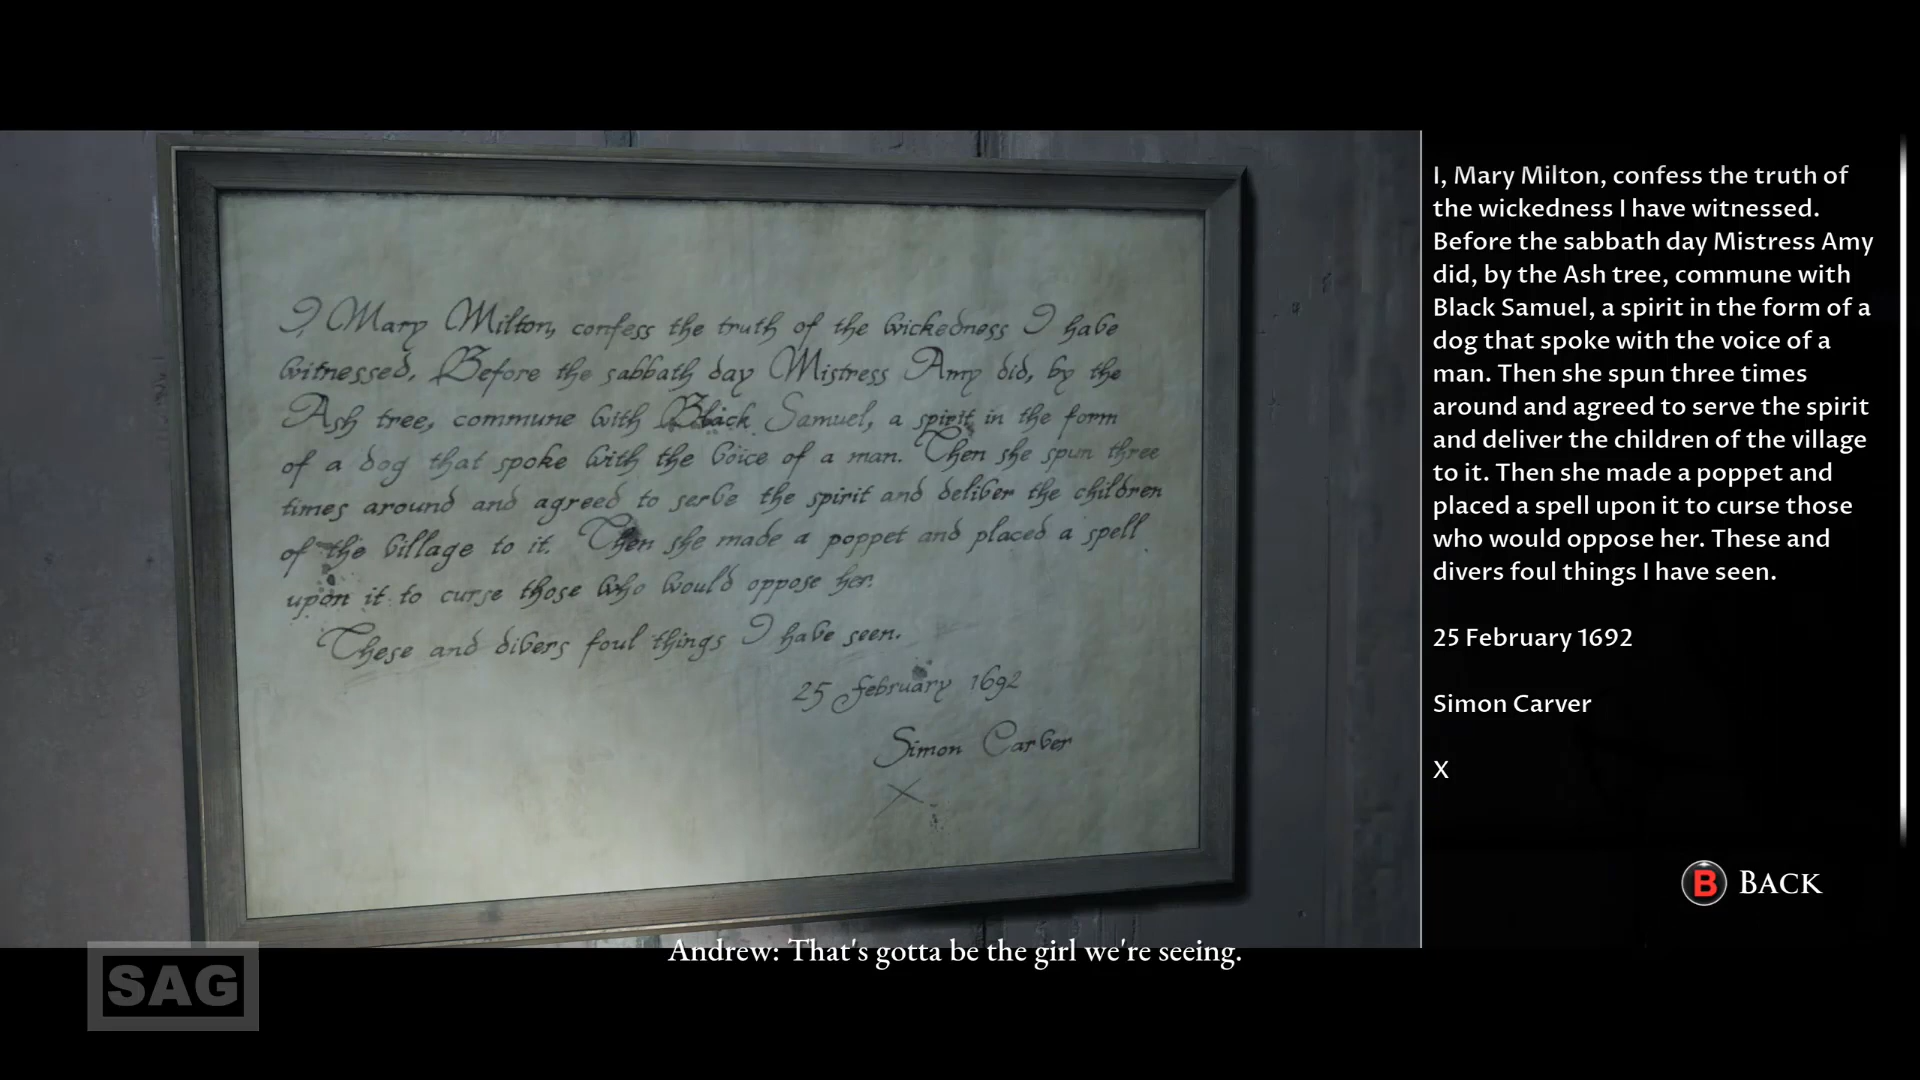 I, Mary Milton, confess the truth of the wickedness I have
witnessed. Before the sabbath day Mistress Amy did, by the
Ash tree, commune with Black Samuel, a spirit in the form
of a dog that spoke with the voice of a man. Then she spun three
times around and agreed to serve the spirit and deliver the children
of the village to it. Then she made a poppet and placed a spell
upon it to curse those who would oppose her.
These and divers foul things I have seen.
25 February 1692
Simon Carver
X
I, Mary Milton, confess the truth of
the wickedness I have witnessed.
Before the sabbath day Mistress Amy
did, by the Ash tree, commune with
Black Samuel, a spirit in the form of a
dog that spoke with the voice of a
man. Then she spun three times
around and agreed to serve the spirit
and deliver the children of the village
to it. Then she made a poppet and
placed a spell upon it to curse those
who would oppose her. These and
divers foul things I have seen.
25 February 1692
Simon Carver
X
B BACK
Andrew: That's gotta be the girl we're seeing.
SAG